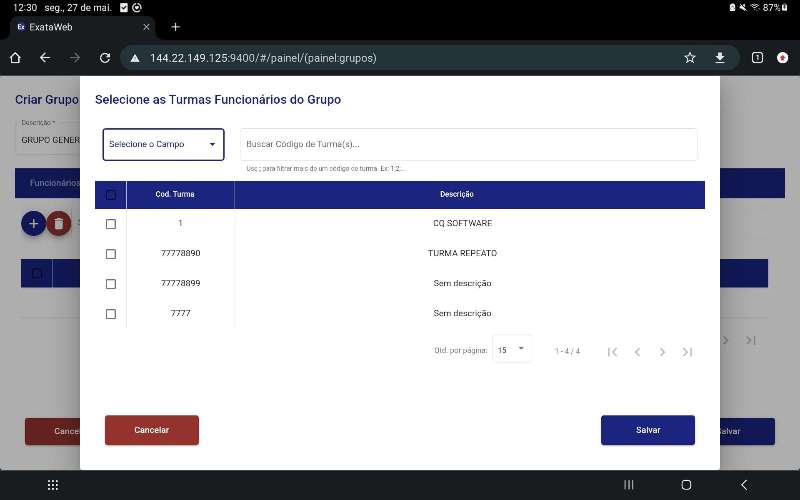 12:30 seg., 27 de mai.
87%
Ex ExataWeb
144.22.149.125:9400/#/painel/(painel:grupos)
1
Criar Grupo
Selecione as Turmas Funcionários do Grupo
Descrição *
GRUPO GENER
Selecione o Campo
Buscar Código de Turma(s)...
Use ; para filtrar mais de um código de turma. Ex: 1;2;...
Funcionários
Cod. Turma Descrição
1 CQ SOFTWARE
77778890 TURMA REPEATO
77778899 Sem descrição
7777 Sem descrição
Qtd. por página: 15 1 - 4 / 4
Cancelar Salvar
Cance
alvar